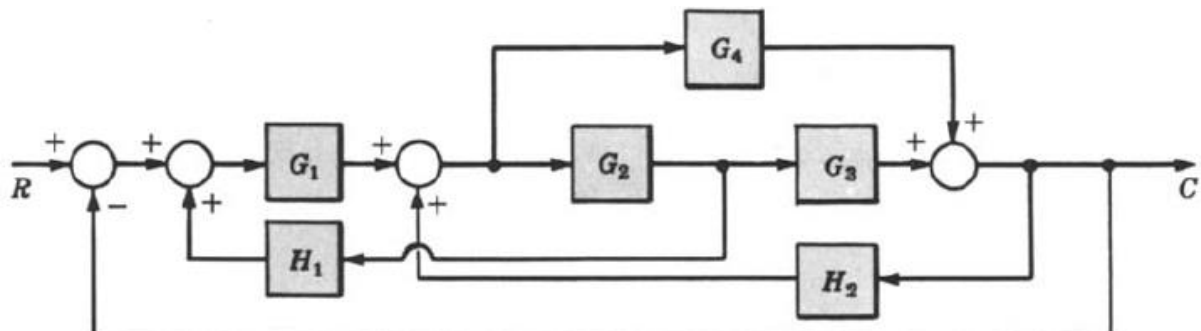 G₄
+
+
+
G₁
+
G₂
G₃
+
+
R
C
−
+
+
H₁
H₂